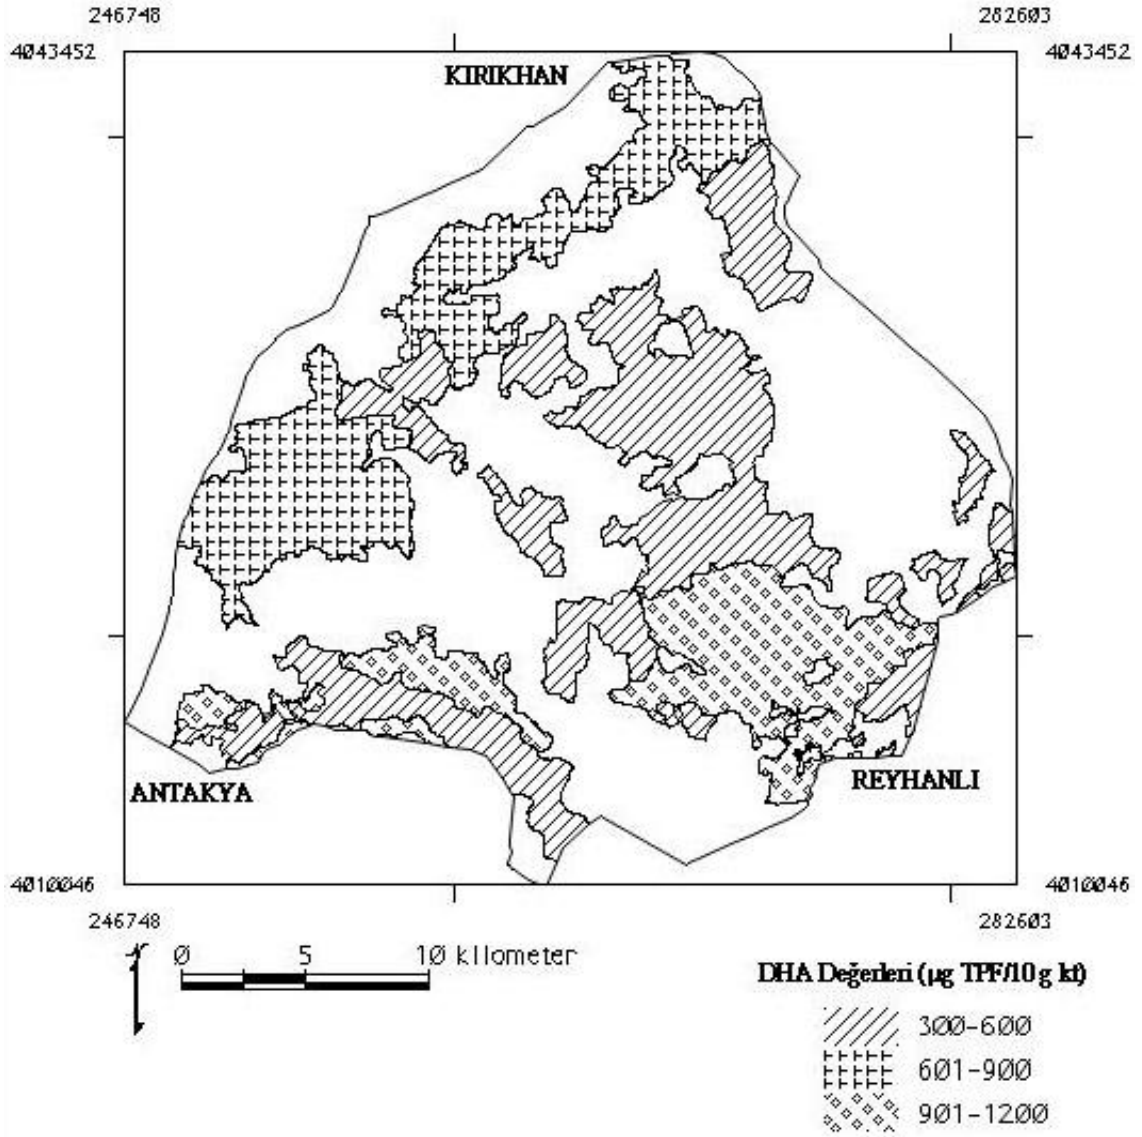 246748 282603
4043452 4043452
KIRIKHAN
ANTAKYA REYHANLI
4010046 4010046
246748 282603
0 5 10 kilometer
DHA Değerleri (µg TPF/10 g kt)
300-600
601-900
901-1200